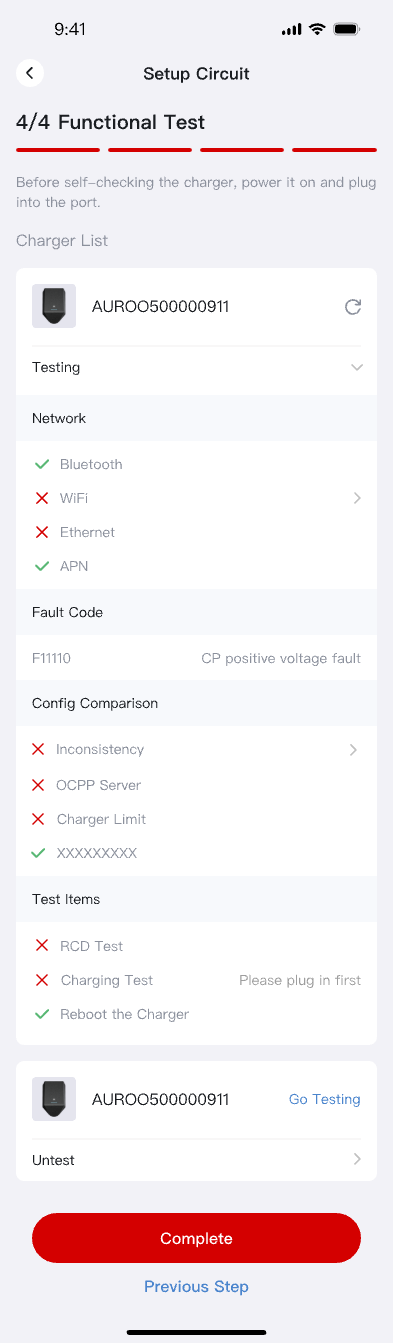 9:41
Setup Circuit
4/4 Functional Test
Before self-checking the charger, power it on and plug
into the port.
Charger List
AUROO500000911
Testing
Network
Bluetooth
WiFi
Ethernet
APN
Fault Code
F11110 CP positive voltage fault
Config Comparison
Inconsistency
OCPP Server
Charger Limit
XXXXXXXXX
Test Items
RCD Test
Charging Test Please plug in first
Reboot the Charger
AUROO500000911 Go Testing
Untest
Complete
Previous Step